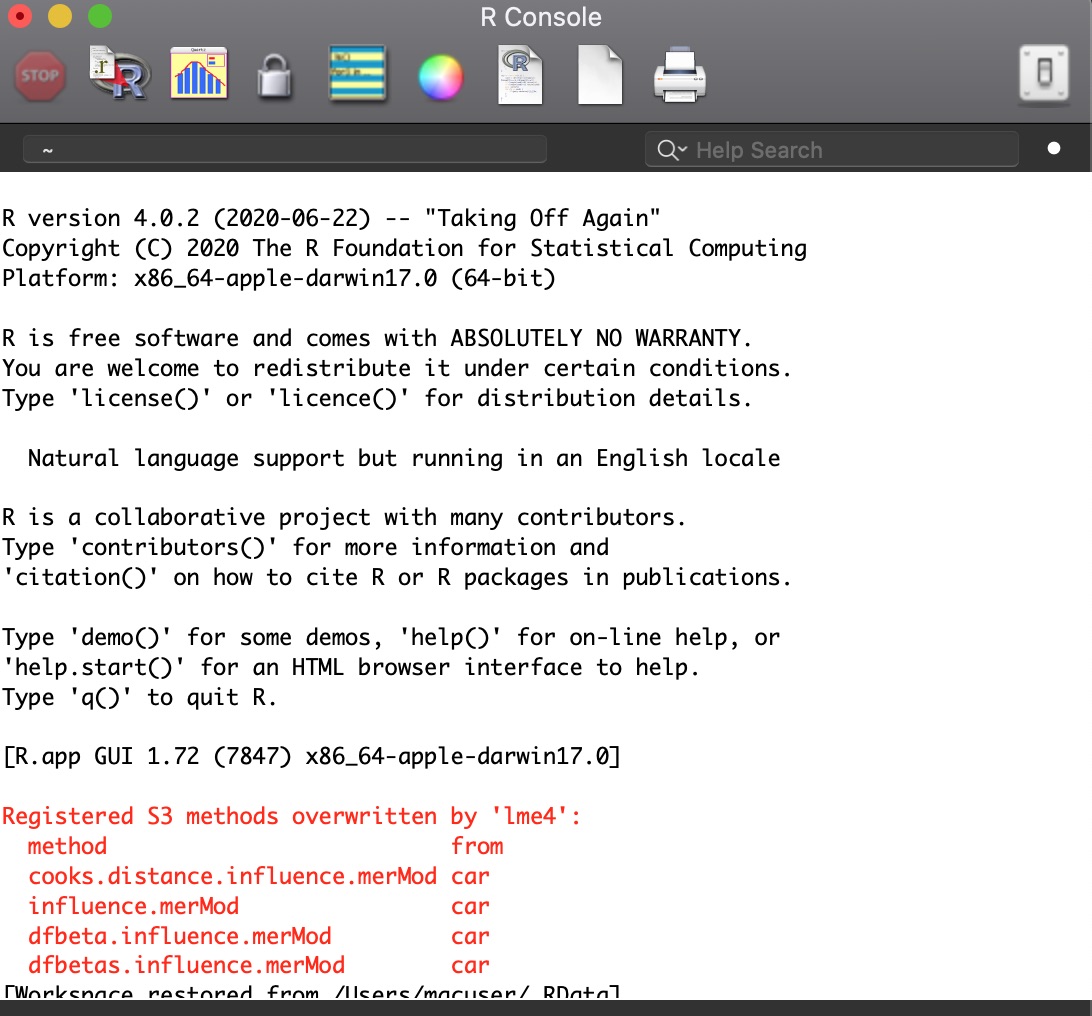 R Console
STOP
~
Help Search
R version 4.0.2 (2020-06-22) -- "Taking Off Again"
Copyright (C) 2020 The R Foundation for Statistical Computing
Platform: x86_64-apple-darwin17.0 (64-bit)
R is free software and comes with ABSOLUTELY NO WARRANTY.
You are welcome to redistribute it under certain conditions.
Type 'license()' or 'licence()' for distribution details.
Natural language support but running in an English locale
R is a collaborative project with many contributors.
Type 'contributors()' for more information and
'citation()' on how to cite R or R packages in publications.
Type 'demo()' for some demos, 'help()' for on-line help, or
'help.start()' for an HTML browser interface to help.
Type 'q()' to quit R.
[R.app GUI 1.72 (7847) x86_64-apple-darwin17.0]
Registered S3 methods overwritten by 'lme4':
method from
cooks.distance.influence.merMod car
influence.merMod car
dfbeta.influence.merMod car
dfbetas.influence.merMod car
[Workspace restored from /Users/macuser/.RData]